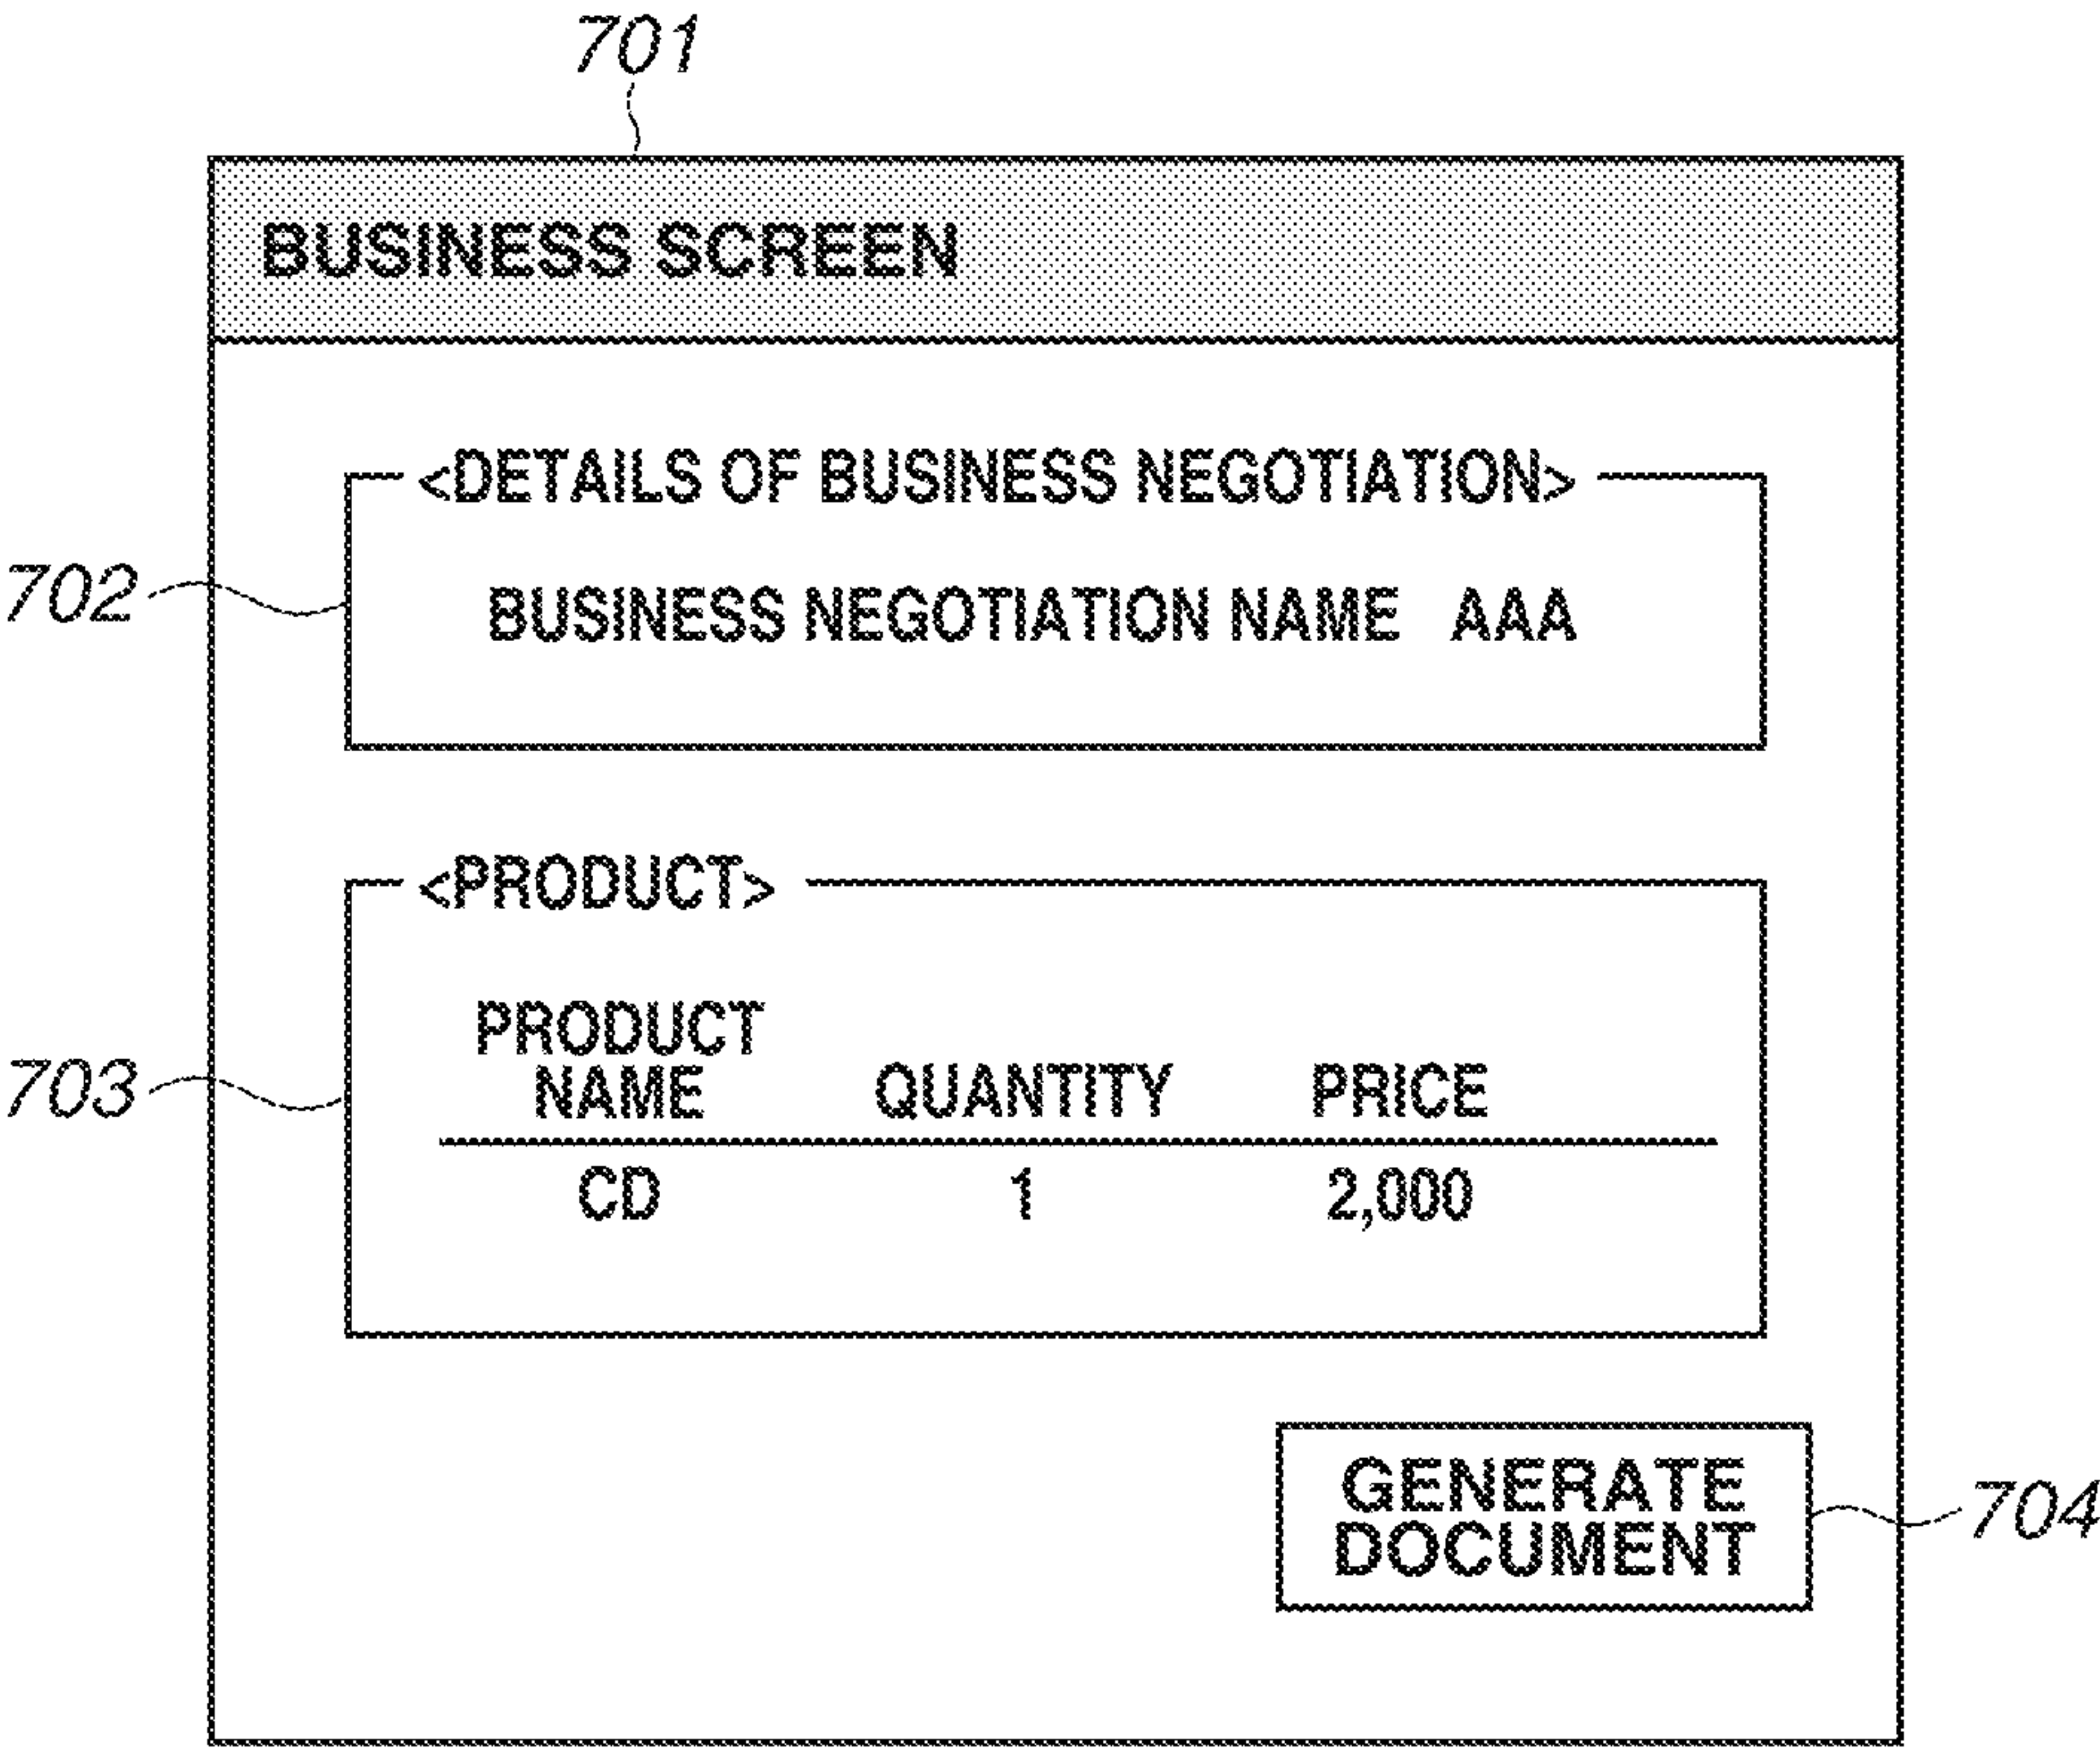 701
BUSINESS SCREEN
<DETAILS OF BUSINESS NEGOTIATION>
702
BUSINESS NEGOTIATION NAME AAA
<PRODUCT>
703
PRODUCT
NAME QUANTITY PRICE
CD 1 2,000
GENERATE
DOCUMENT
704